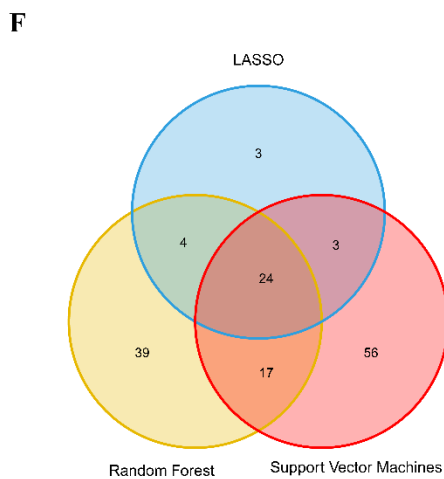 F
LASSO
3
4
3
24
39
17
56
Random Forest
Support Vector Machines